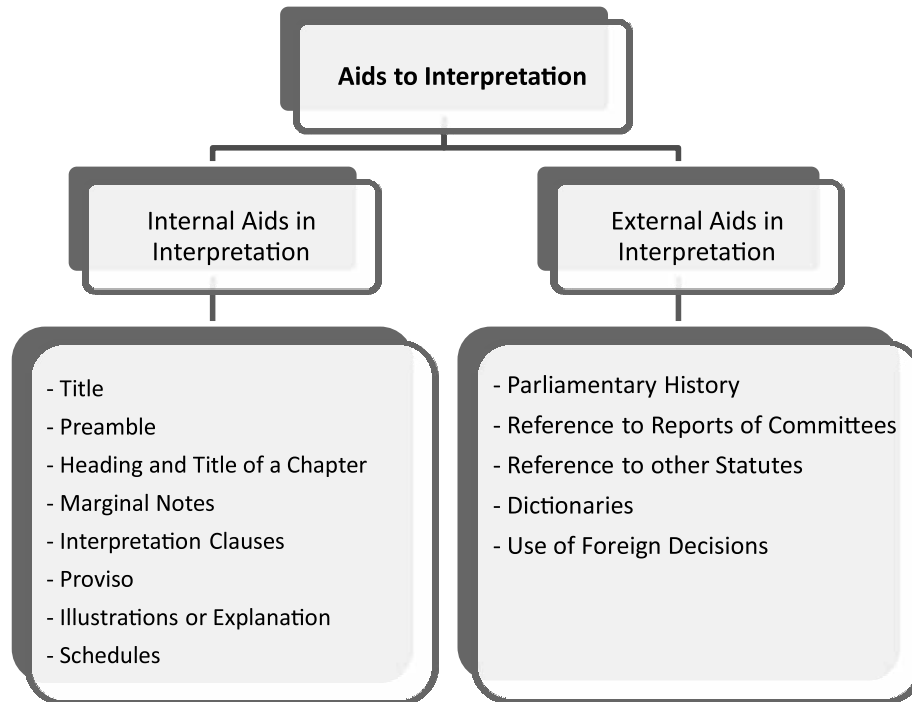 Aids to Interpretation
Internal Aids in
Interpretation
External Aids in
Interpretation
- Title
- Preamble
- Heading and Title of a Chapter
- Marginal Notes
- Interpretation Clauses
- Proviso
- Illustrations or Explanation
- Schedules
- Parliamentary History
- Reference to Reports of Committees
- Reference to other Statutes
- Dictionaries
- Use of Foreign Decisions